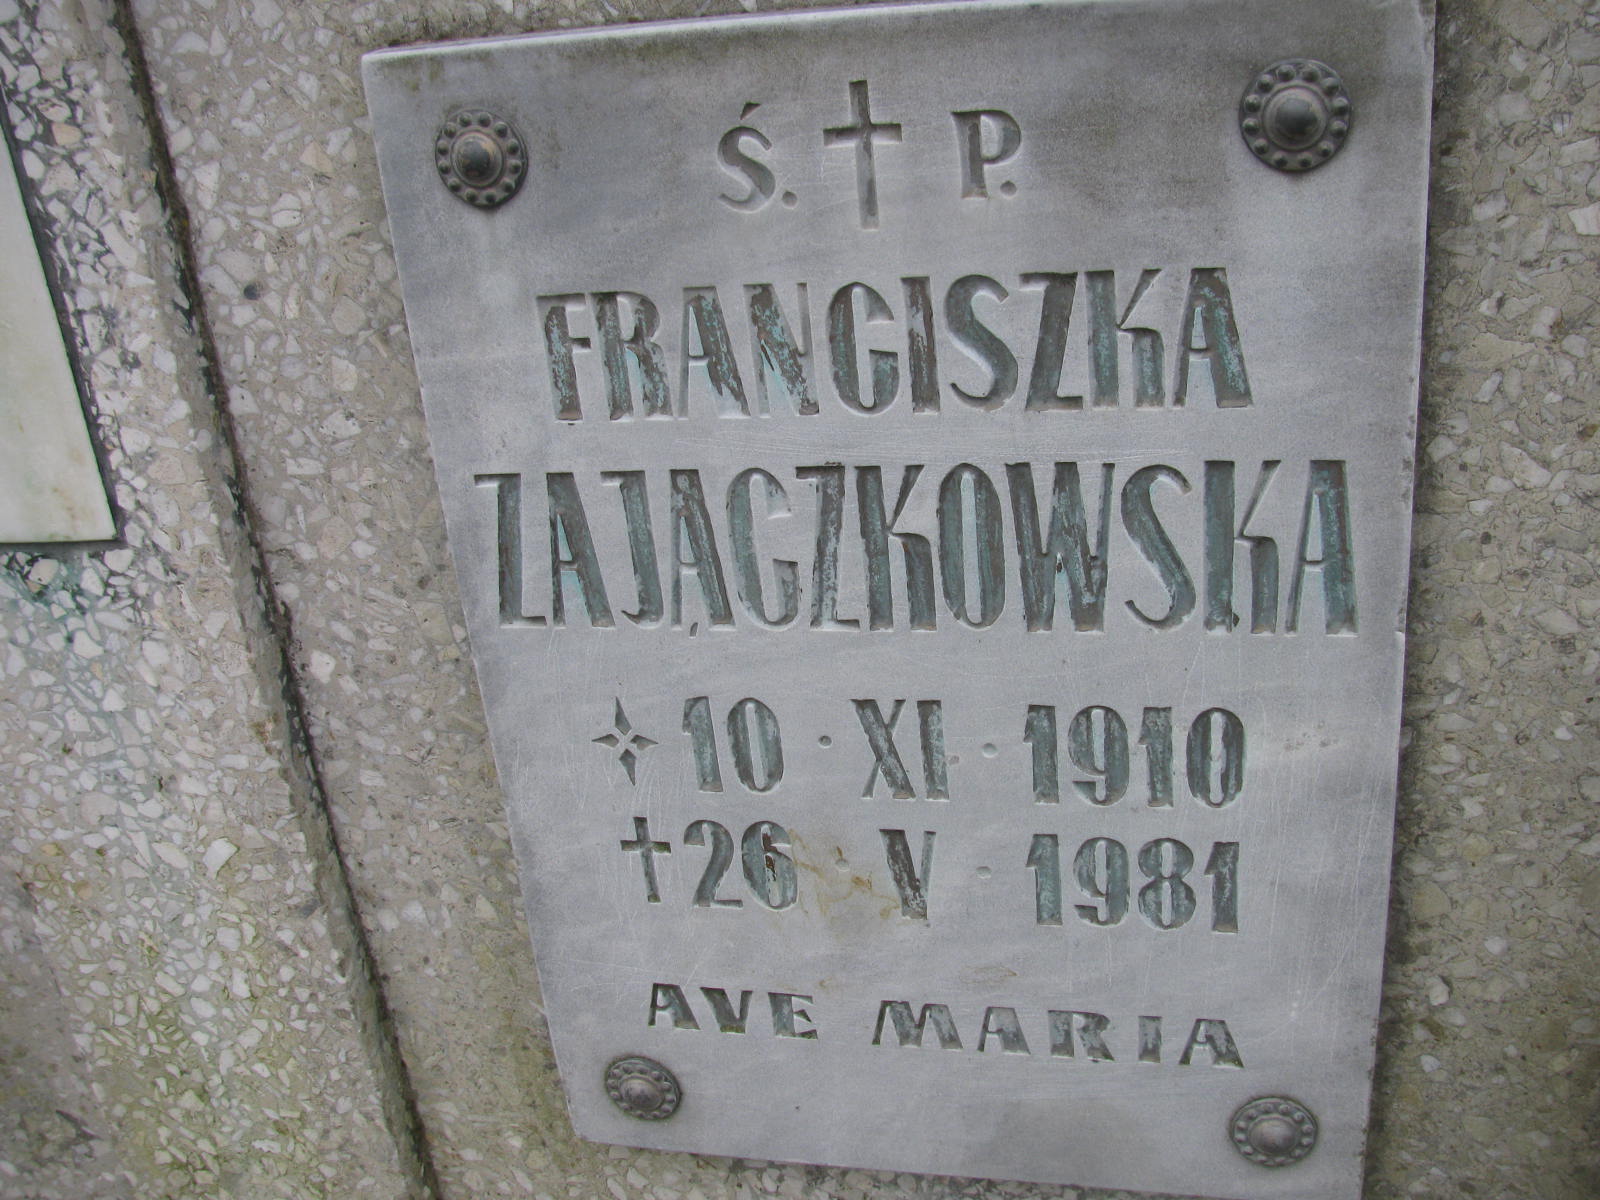 Ś. † P.
FRANCISZKA
ZAJĄCZKOWSKA
✧ 10 · XI · 1910
† 26 · V · 1981
AVE MARIA